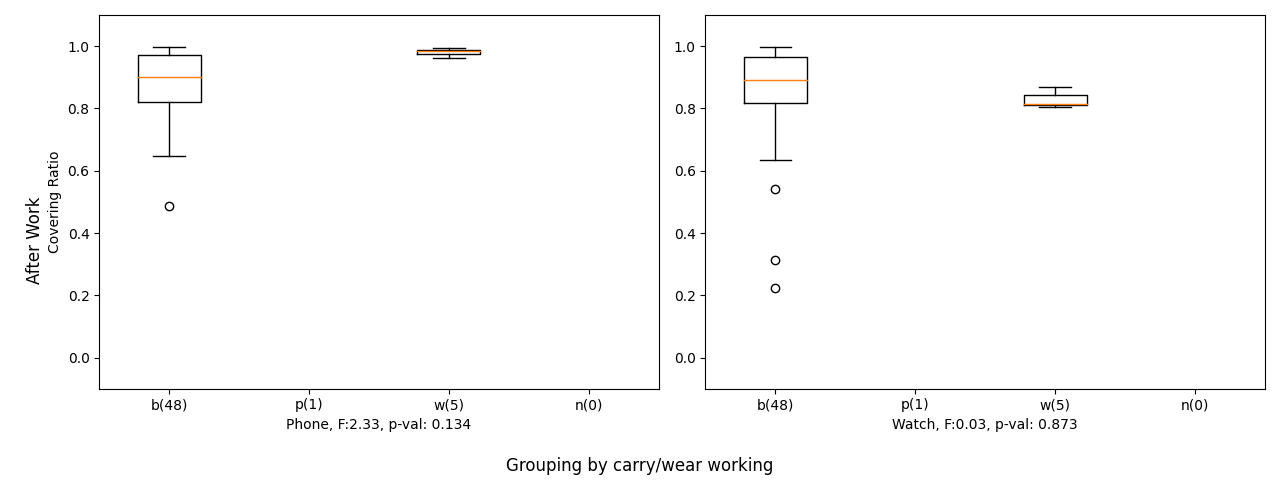 After Work
Covering Ratio
1.0
0.8
0.6
0.4
0.2
0.0
b(48) p(1) w(5) n(0)
Phone, F:2.33, p-val: 0.134
1.0
0.8
0.6
0.4
0.2
0.0
b(48) p(1) w(5) n(0)
Watch, F:0.03, p-val: 0.873
Grouping by carry/wear working